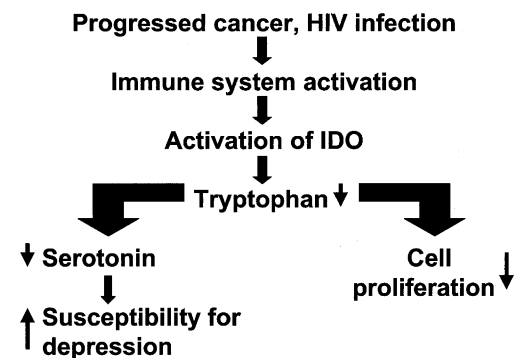 Progressed cancer, HIV infection
Immune system activation
Activation of IDO
Tryptophan
Serotonin
Susceptibility for
depression
Cell
proliferation